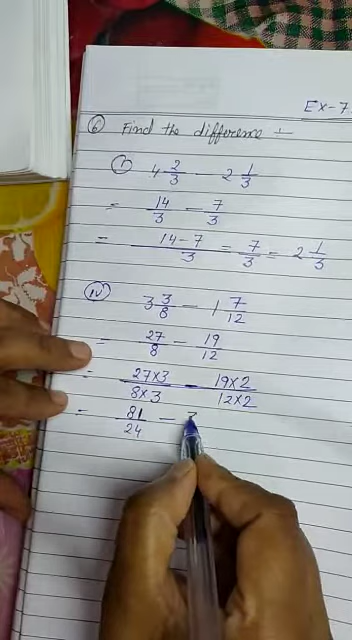 Ex-7
6 Find the difference :-
i) 4 2/3 - 2 1/3
= 14/3 - 7/3
= 14-7/3 = 7/3 = 2 1/3
iv) 3 3/8 - 1 7/12
= 27/8 - 19/12
= 27×3/8×3 - 19×2/12×2
= 81/24 -